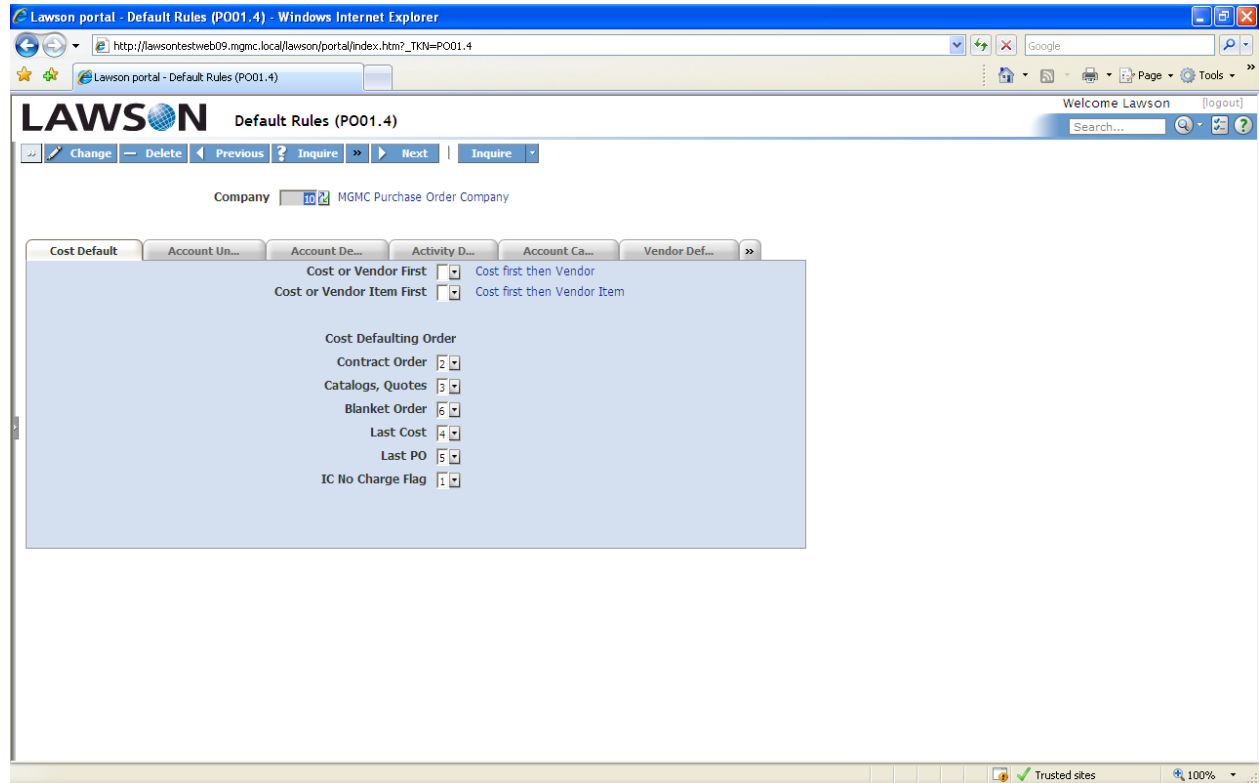 Lawson portal - Default Rules (PO01.4) - Windows Internet Explorer
http://lawsontestweb09.mgmc.local/lawson/portal/index.htm?_TKN=PO01.4
Google
Lawson portal - Default Rules (PO01.4)
Page Tools
LAWSON Default Rules (PO01.4)
Welcome Lawson [logout]
Search...
Change Delete Previous Inquire Next Inquire
Company 10 MGMC Purchase Order Company
Cost Default Account Un... Account De... Activity D... Account Ca... Vendor Def...
Cost or Vendor First Cost first then Vendor
Cost or Vendor Item First Cost first then Vendor Item
Cost Defaulting Order
Contract Order 2
Catalogs, Quotes 3
Blanket Order 6
Last Cost 4
Last PO 5
IC No Charge Flag 1
Trusted sites 100%